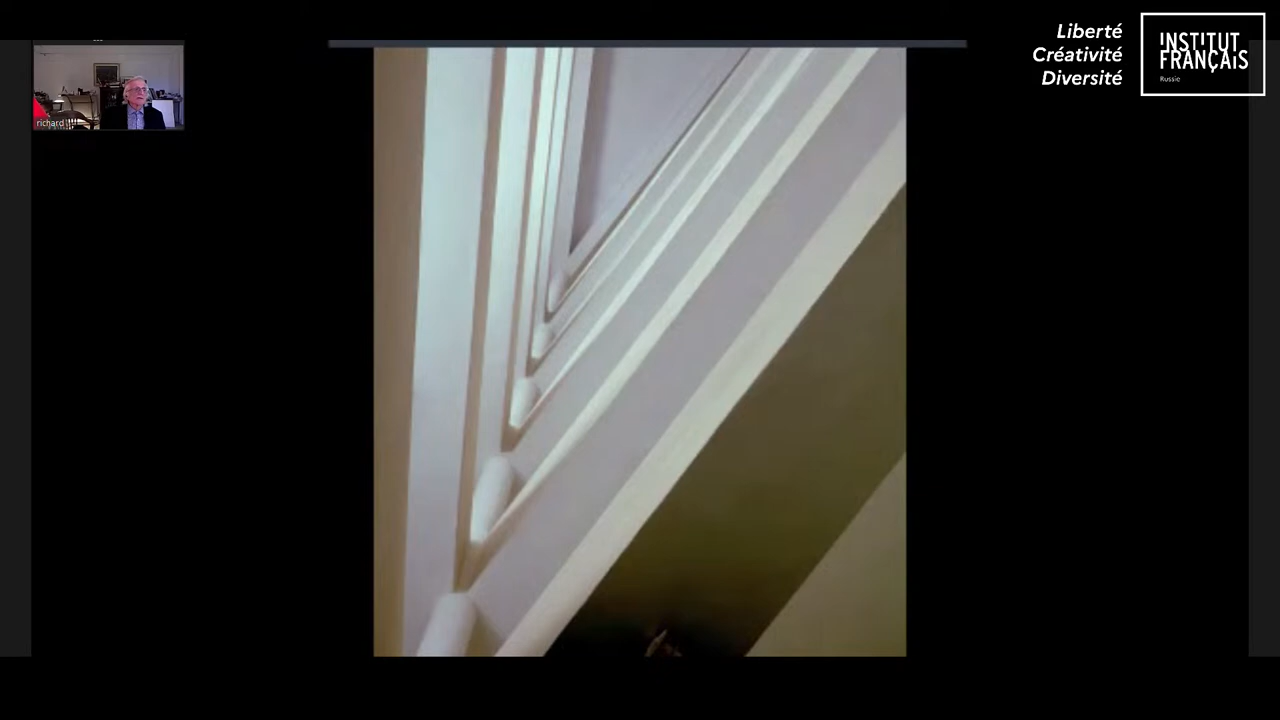 Liberté
Créativité
Diversité
INSTITUT
FRANÇAIS
Russie
richard